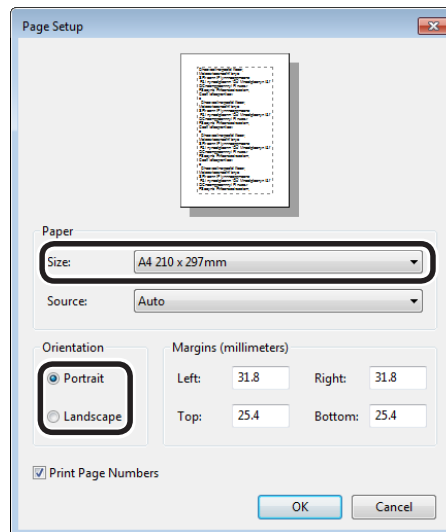 Page Setup
Paper
Size: A4 210 x 297mm
Source: Auto
Orientation
Portrait
Landscape
Margins (millimeters)
Left: 31.8 Right: 31.8
Top: 25.4 Bottom: 25.4
Print Page Numbers
OK Cancel